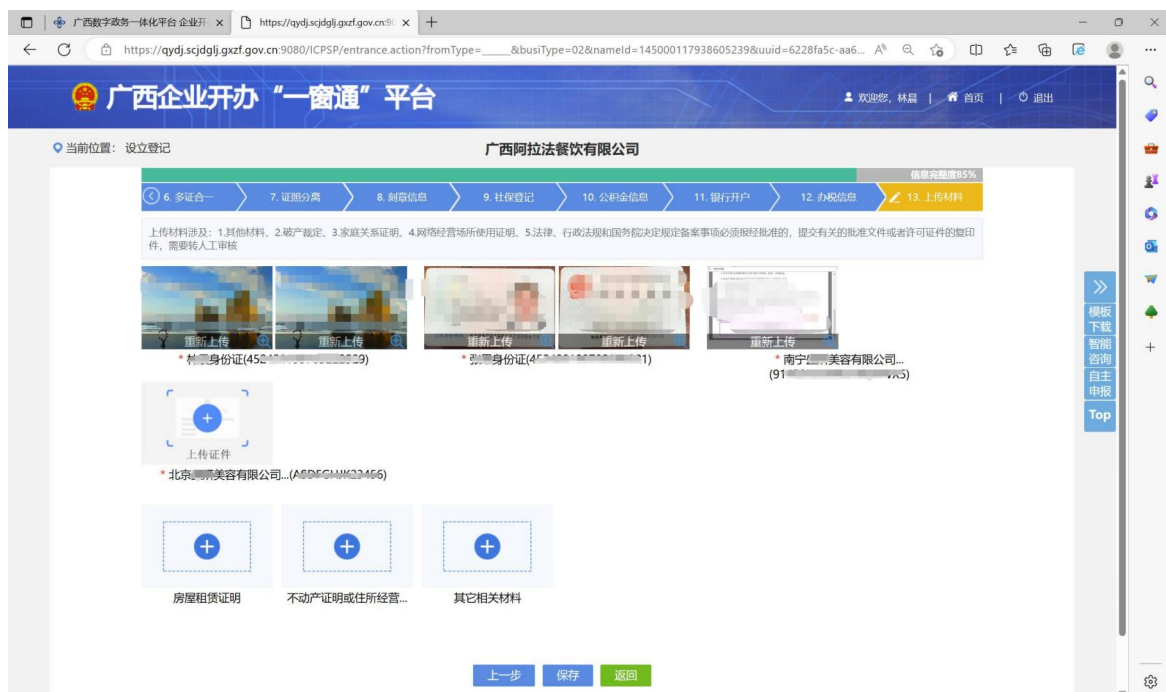 广西数字政务一体化平台 企业开
https://qydj.scjdglj.gxzf.gov.cn:90
https://qydj.scjdglj.gxzf.gov.cn:9080/ICPSP/entrance.action?fromType=_____&busiType=02&nameId=145000117938605239&uuid=6228fa5c-aa6...
广西企业开办“一窗通”平台
欢迎您, 林晨 | 首页 | 退出
当前位置: 设立登记
广西阿拉法餐饮有限公司
信息完整度85%
6. 多证合一 7. 证照分离 8. 刻章信息 9. 社保登记 10. 公积金信息 11. 银行开户 12. 办税信息 13. 上传材料
上传材料涉及: 1.其他材料、2.破产裁定、3.家庭关系证明、4.网络经营场所使用证明、5.法律、行政法规和国务院决定规定备案事项必须报经批准的, 提交有关的批准文件或者许可证件的复印
件, 需要转人工审核
重新上传 重新上传 重新上传 重新上传 重新上传
身份证(452
身份证(4
* 南宁 美容有限公司...
(91
上传证件
* 北京 美容有限公司...
房屋租赁证明 不动产证明或住所经营... 其它相关材料
上一步 保存 返回
模板
下载
智能
咨询
自主
申报
Top